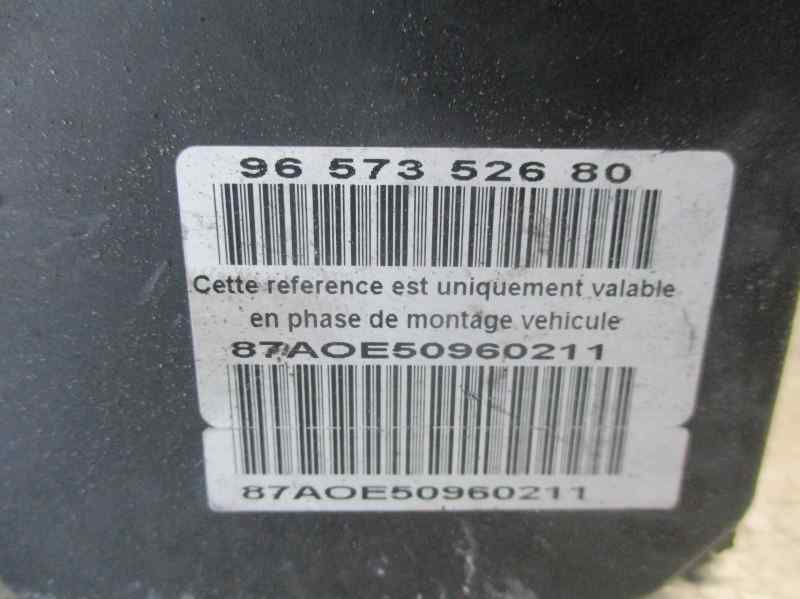 96 573 526 80
Cette reference est uniquement valable
en phase de montage vehicule
87AOE50960211
87AOE50960211